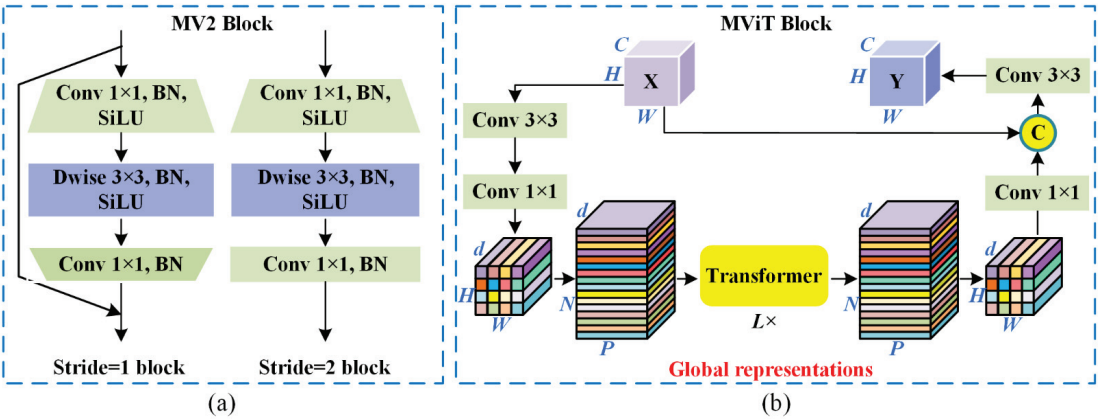 MV2 Block
Conv 1×1, BN,
SiLU
Dwise 3×3, BN,
SiLU
Conv 1×1, BN
Stride=1 block
Conv 1×1, BN,
SiLU
Dwise 3×3, BN,
SiLU
Conv 1×1, BN
Stride=2 block
(a)
MViT Block
C
H
X
W
C
H
Y
W
Conv 3×3
Conv 3×3
C
Conv 1×1
Conv 1×1
d
H
W
d
N
P
Transformer
L×
d
N
P
d
H
W
Global representations
(b)